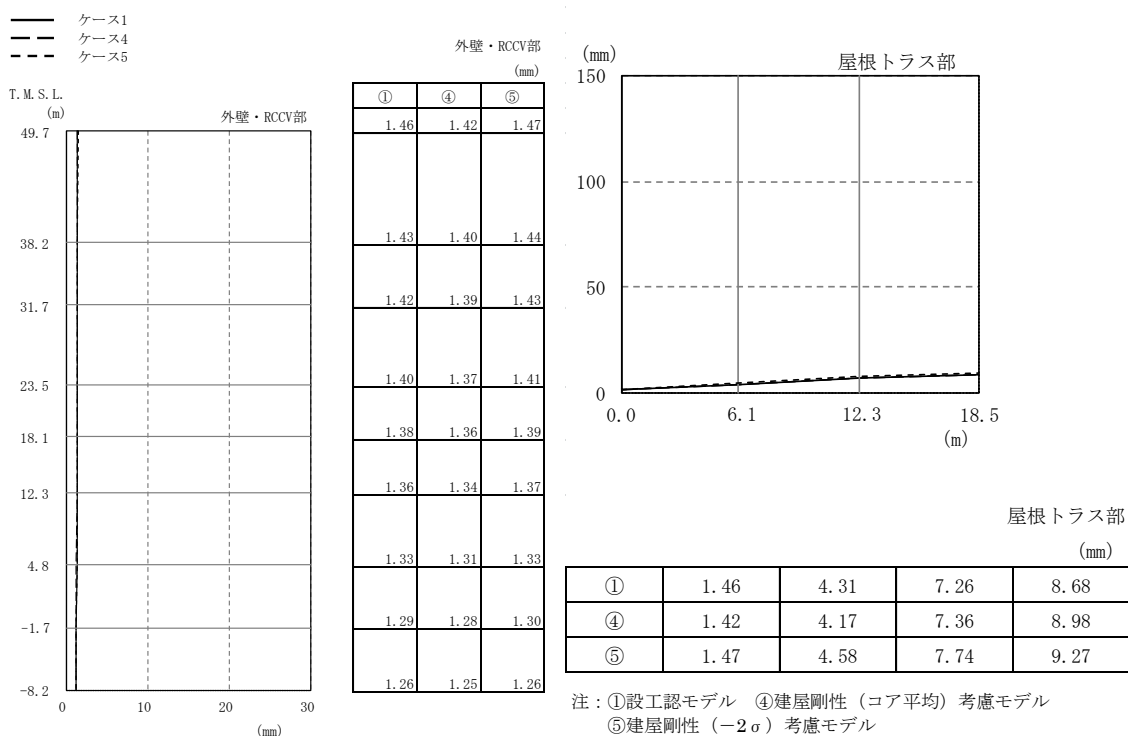 ケース1
ケース4
ケース5
外壁・RCCV部
(mm)
T.M.S.L.
(m)
外壁・RCCV部
49.7
38.2
31.7
23.5
18.1
12.3
4.8
-1.7
-8.2
0 10 20 30
(mm)
① ④ ⑤
1.46 1.42 1.47
1.43 1.40 1.44
1.42 1.39 1.43
1.40 1.37 1.41
1.38 1.36 1.39
1.36 1.34 1.37
1.33 1.31 1.33
1.29 1.28 1.30
1.26 1.25 1.26
(mm)
屋根トラス部
150
100
50
0
0.0 6.1 12.3 18.5
(m)
屋根トラス部
(mm)
① 1.46 4.31 7.26 8.68
④ 1.42 4.17 7.36 8.98
⑤ 1.47 4.58 7.74 9.27
注：①設工認モデル ④建屋剛性（コア平均）考慮モデル
⑤建屋剛性（－2σ）考慮モデル